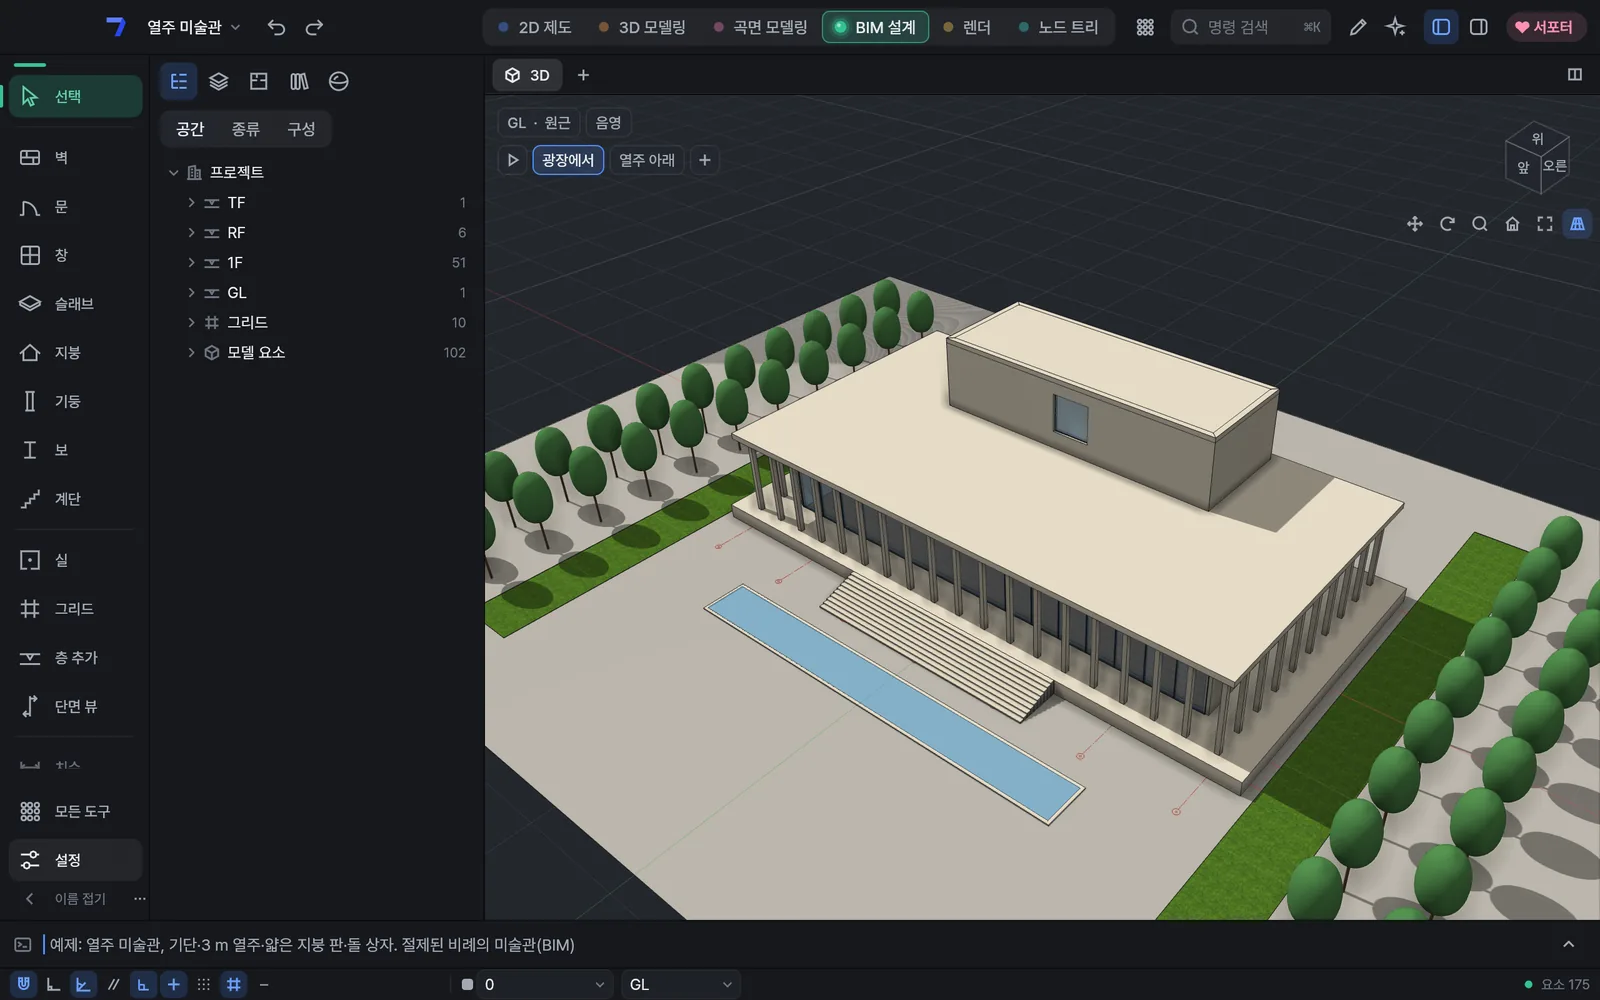 열주 미술관
2D 제도
3D 모델링
곡면 모델링
BIM 설계
렌더
노드 트리
명령 검색
⌘K
서포터
선택
벽
문
창
슬래브
지붕
기둥
보
계단
실
그리드
층 추가
단면 뷰
모든 도구
설정
이름 접기
공간
종류
구성
프로젝트
TF 1
RF 6
1F 51
GL 1
그리드 10
모델 요소 102
3D
GL · 원근
음영
광장에서
열주 아래
위
앞
오른
예제: 열주 미술관, 기단·3 m 열주·얇은 지붕 판·돌 상자. 절제된 비례의 미술관(BIM)
0
GL
요소 175